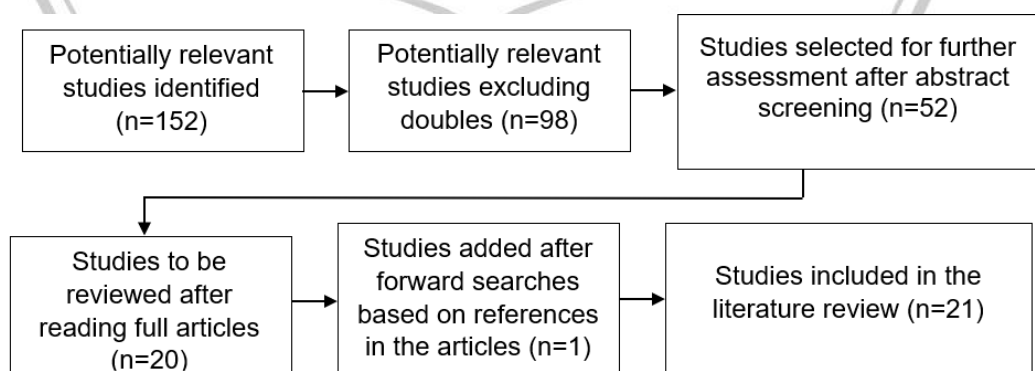 Potentially relevant
studies identified
(n=152)
Potentially relevant
studies excluding
doubles (n=98)
Studies selected for further
assessment after abstract
screening (n=52)
Studies to be
reviewed after
reading full articles
(n=20)
Studies added after
forward searches
based on references
in the articles (n=1)
Studies included in the
literature review (n=21)